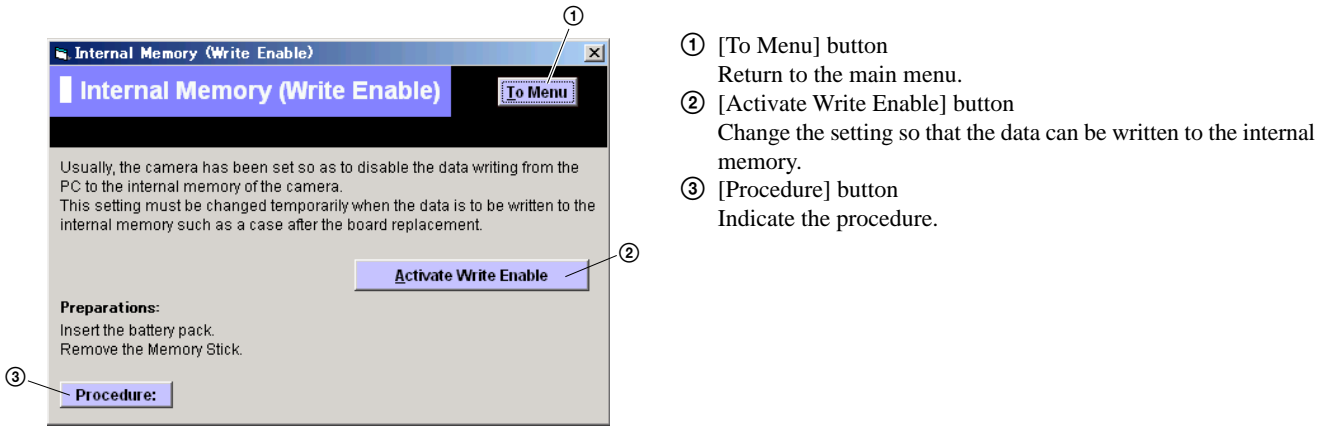 ①
Internal Memory (Write Enable)
Internal Memory (Write Enable)
To Menu
Usually, the camera has been set so as to disable the data writing from the
PC to the internal memory of the camera.
This setting must be changed temporarily when the data is to be written to the
internal memory such as a case after the board replacement.
②
Activate Write Enable
Preparations:
Insert the battery pack.
Remove the Memory Stick.
③
Procedure:
① [To Menu] button
Return to the main menu.
② [Activate Write Enable] button
Change the setting so that the data can be written to the internal
memory.
③ [Procedure] button
Indicate the procedure.